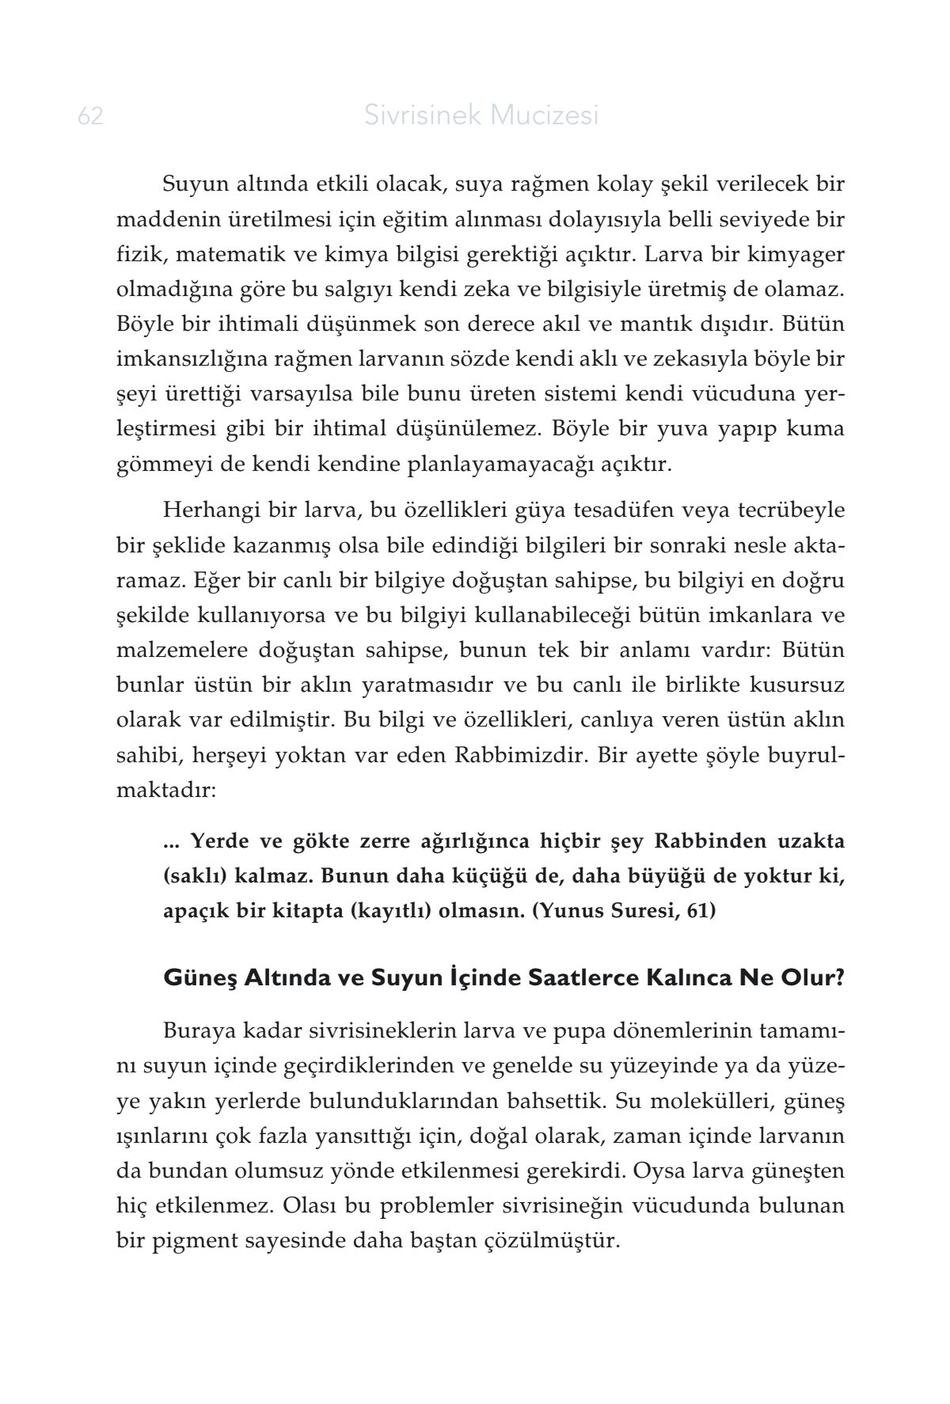 62
Sivrisinek Mucizesi
Suyun altında etkili olacak, suya rağmen kolay şekil verilecek bir
maddenin üretilmesi için eğitim alınması dolayısıyla belli seviyede bir
fizik, matematik ve kimya bilgisi gerektiği açıktır. Larva bir kimyager
olmadığına göre bu salgıyı kendi zeka ve bilgisiyle üretmiş de olamaz.
Böyle bir ihtimali düşünmek son derece akıl ve mantık dışıdır. Bütün
imkansızlığına rağmen larvanın sözde kendi aklı ve zekasıyla böyle bir
şeyi ürettiği varsayılsa bile bunu üreten sistemi kendi vücuduna yer-
leştirmesi gibi bir ihtimal düşünülemez. Böyle bir yuva yapıp kuma
gömmeyi de kendi kendine planlayamayacağı açıktır.
Herhangi bir larva, bu özellikleri güya tesadüfen veya tecrübeyle
bir şeklide kazanmış olsa bile edindiği bilgileri bir sonraki nesle akta-
ramaz. Eğer bir canlı bir bilgiye doğuştan sahipse, bu bilgiyi en doğru
şekilde kullanıyorsa ve bu bilgiyi kullanabileceği bütün imkanlara ve
malzemelere doğuştan sahipse, bunun tek bir anlamı vardır: Bütün
bunlar üstün bir aklın yaratmasıdır ve bu canlı ile birlikte kusursuz
olarak var edilmiştir. Bu bilgi ve özellikleri, canlıya veren üstün aklın
sahibi, herşeyi yoktan var eden Rabbimizdir. Bir ayette şöyle buyrul-
maktadır:
... Yerde ve gökte zerre ağırlığınca hiçbir şey Rabbinden uzakta
(saklı) kalmaz. Bunun daha küçüğü de, daha büyüğü de yoktur ki,
apaçık bir kitapta (kayıtlı) olmasın. (Yunus Suresi, 61)
Güneş Altında ve Suyun İçinde Saatlerce Kalınca Ne Olur?
Buraya kadar sivrisineklerin larva ve pupa dönemlerinin tamamı-
nı suyun içinde geçirdiklerinden ve genelde su yüzeyinde ya da yüze-
ye yakın yerlerde bulunduklarından bahsettik. Su molekülleri, güneş
ışınlarını çok fazla yansıttığı için, doğal olarak, zaman içinde larvanın
da bundan olumsuz yönde etkilenmesi gerekirdi. Oysa larva güneşten
hiç etkilenmez. Olası bu problemler sivrisineğin vücudunda bulunan
bir pigment sayesinde daha baştan çözülmüştür.